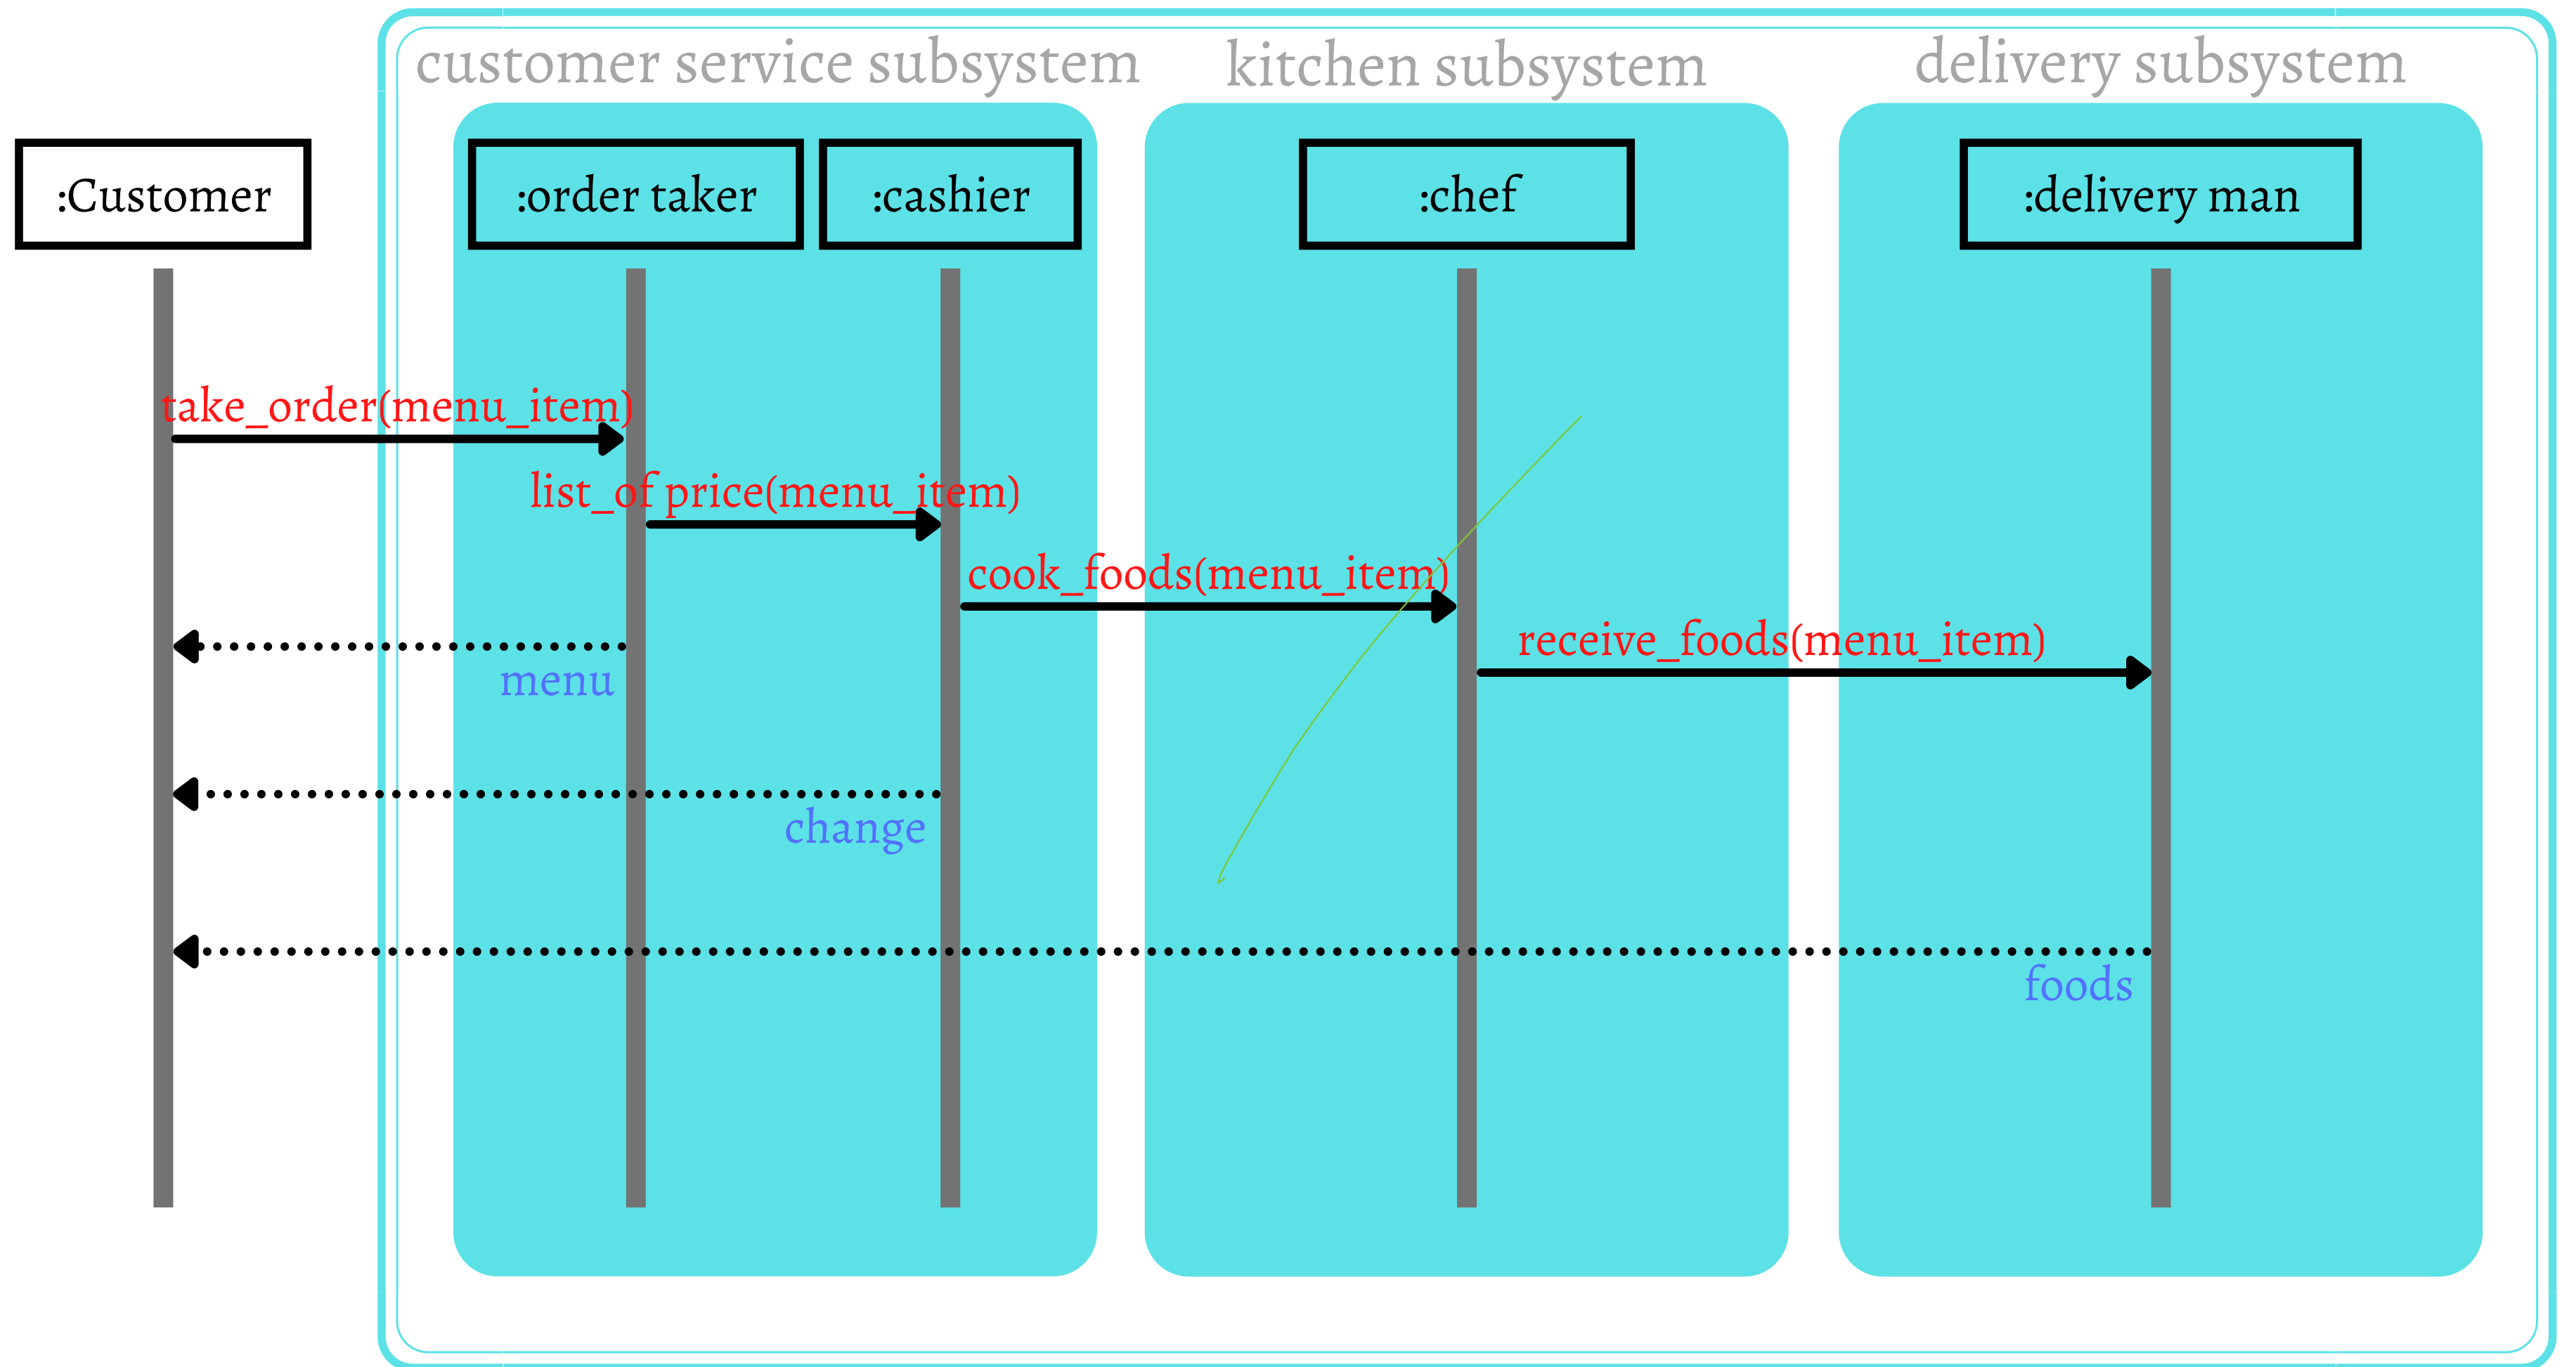 customer service subsystem
kitchen subsystem
delivery subsystem
:Customer
:order taker
:cashier
:chef
:delivery man
take_order(menu_item)
list_of price(menu_item)
cook_foods(menu_item)
receive_foods(menu_item)
menu
change
foods